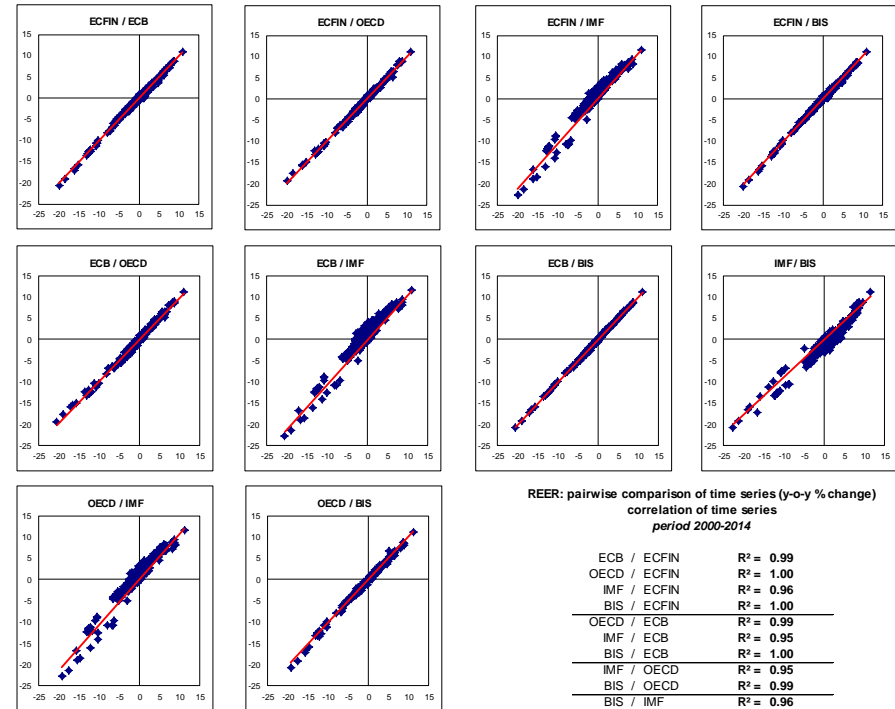 ECFIN / ECB
15
10
5
0
-5
-10
-15
-20
-25
-25 -20 -15 -10 -5 0 5 10 15
ECFIN / OECD
15
10
5
0
-5
-10
-15
-20
-25
-25 -20 -15 -10 -5 0 5 10 15
ECFIN / IMF
15
10
5
0
-5
-10
-15
-20
-25
-25 -20 -15 -10 -5 0 5 10 15
ECFIN / BIS
15
10
5
0
-5
-10
-15
-20
-25
-25 -20 -15 -10 -5 0 5 10 15
ECB / OECD
15
10
5
0
-5
-10
-15
-20
-25
-25 -20 -15 -10 -5 0 5 10 15
ECB / IMF
15
10
5
0
-5
-10
-15
-20
-25
-25 -20 -15 -10 -5 0 5 10 15
ECB / BIS
15
10
5
0
-5
-10
-15
-20
-25
-25 -20 -15 -10 -5 0 5 10 15
IMF / BIS
15
10
5
0
-5
-10
-15
-20
-25
-25 -20 -15 -10 -5 0 5 10 15
OECD / IMF
15
10
5
0
-5
-10
-15
-20
-25
-25 -20 -15 -10 -5 0 5 10 15
OECD / BIS
15
10
5
0
-5
-10
-15
-20
-25
-25 -20 -15 -10 -5 0 5 10 15
REER: pairwise comparison of time series (y-o-y % change)
correlation of time series
period 2000-2014
ECB / ECFIN R² = 0.99
OECD / ECFIN R² = 1.00
IMF / ECFIN R² = 0.96
BIS / ECFIN R² = 1.00
OECD / ECB R² = 0.99
IMF / ECB R² = 0.95
BIS / ECB R² = 1.00
IMF / OECD R² = 0.95
BIS / OECD R² = 0.99
BIS / IMF R² = 0.96